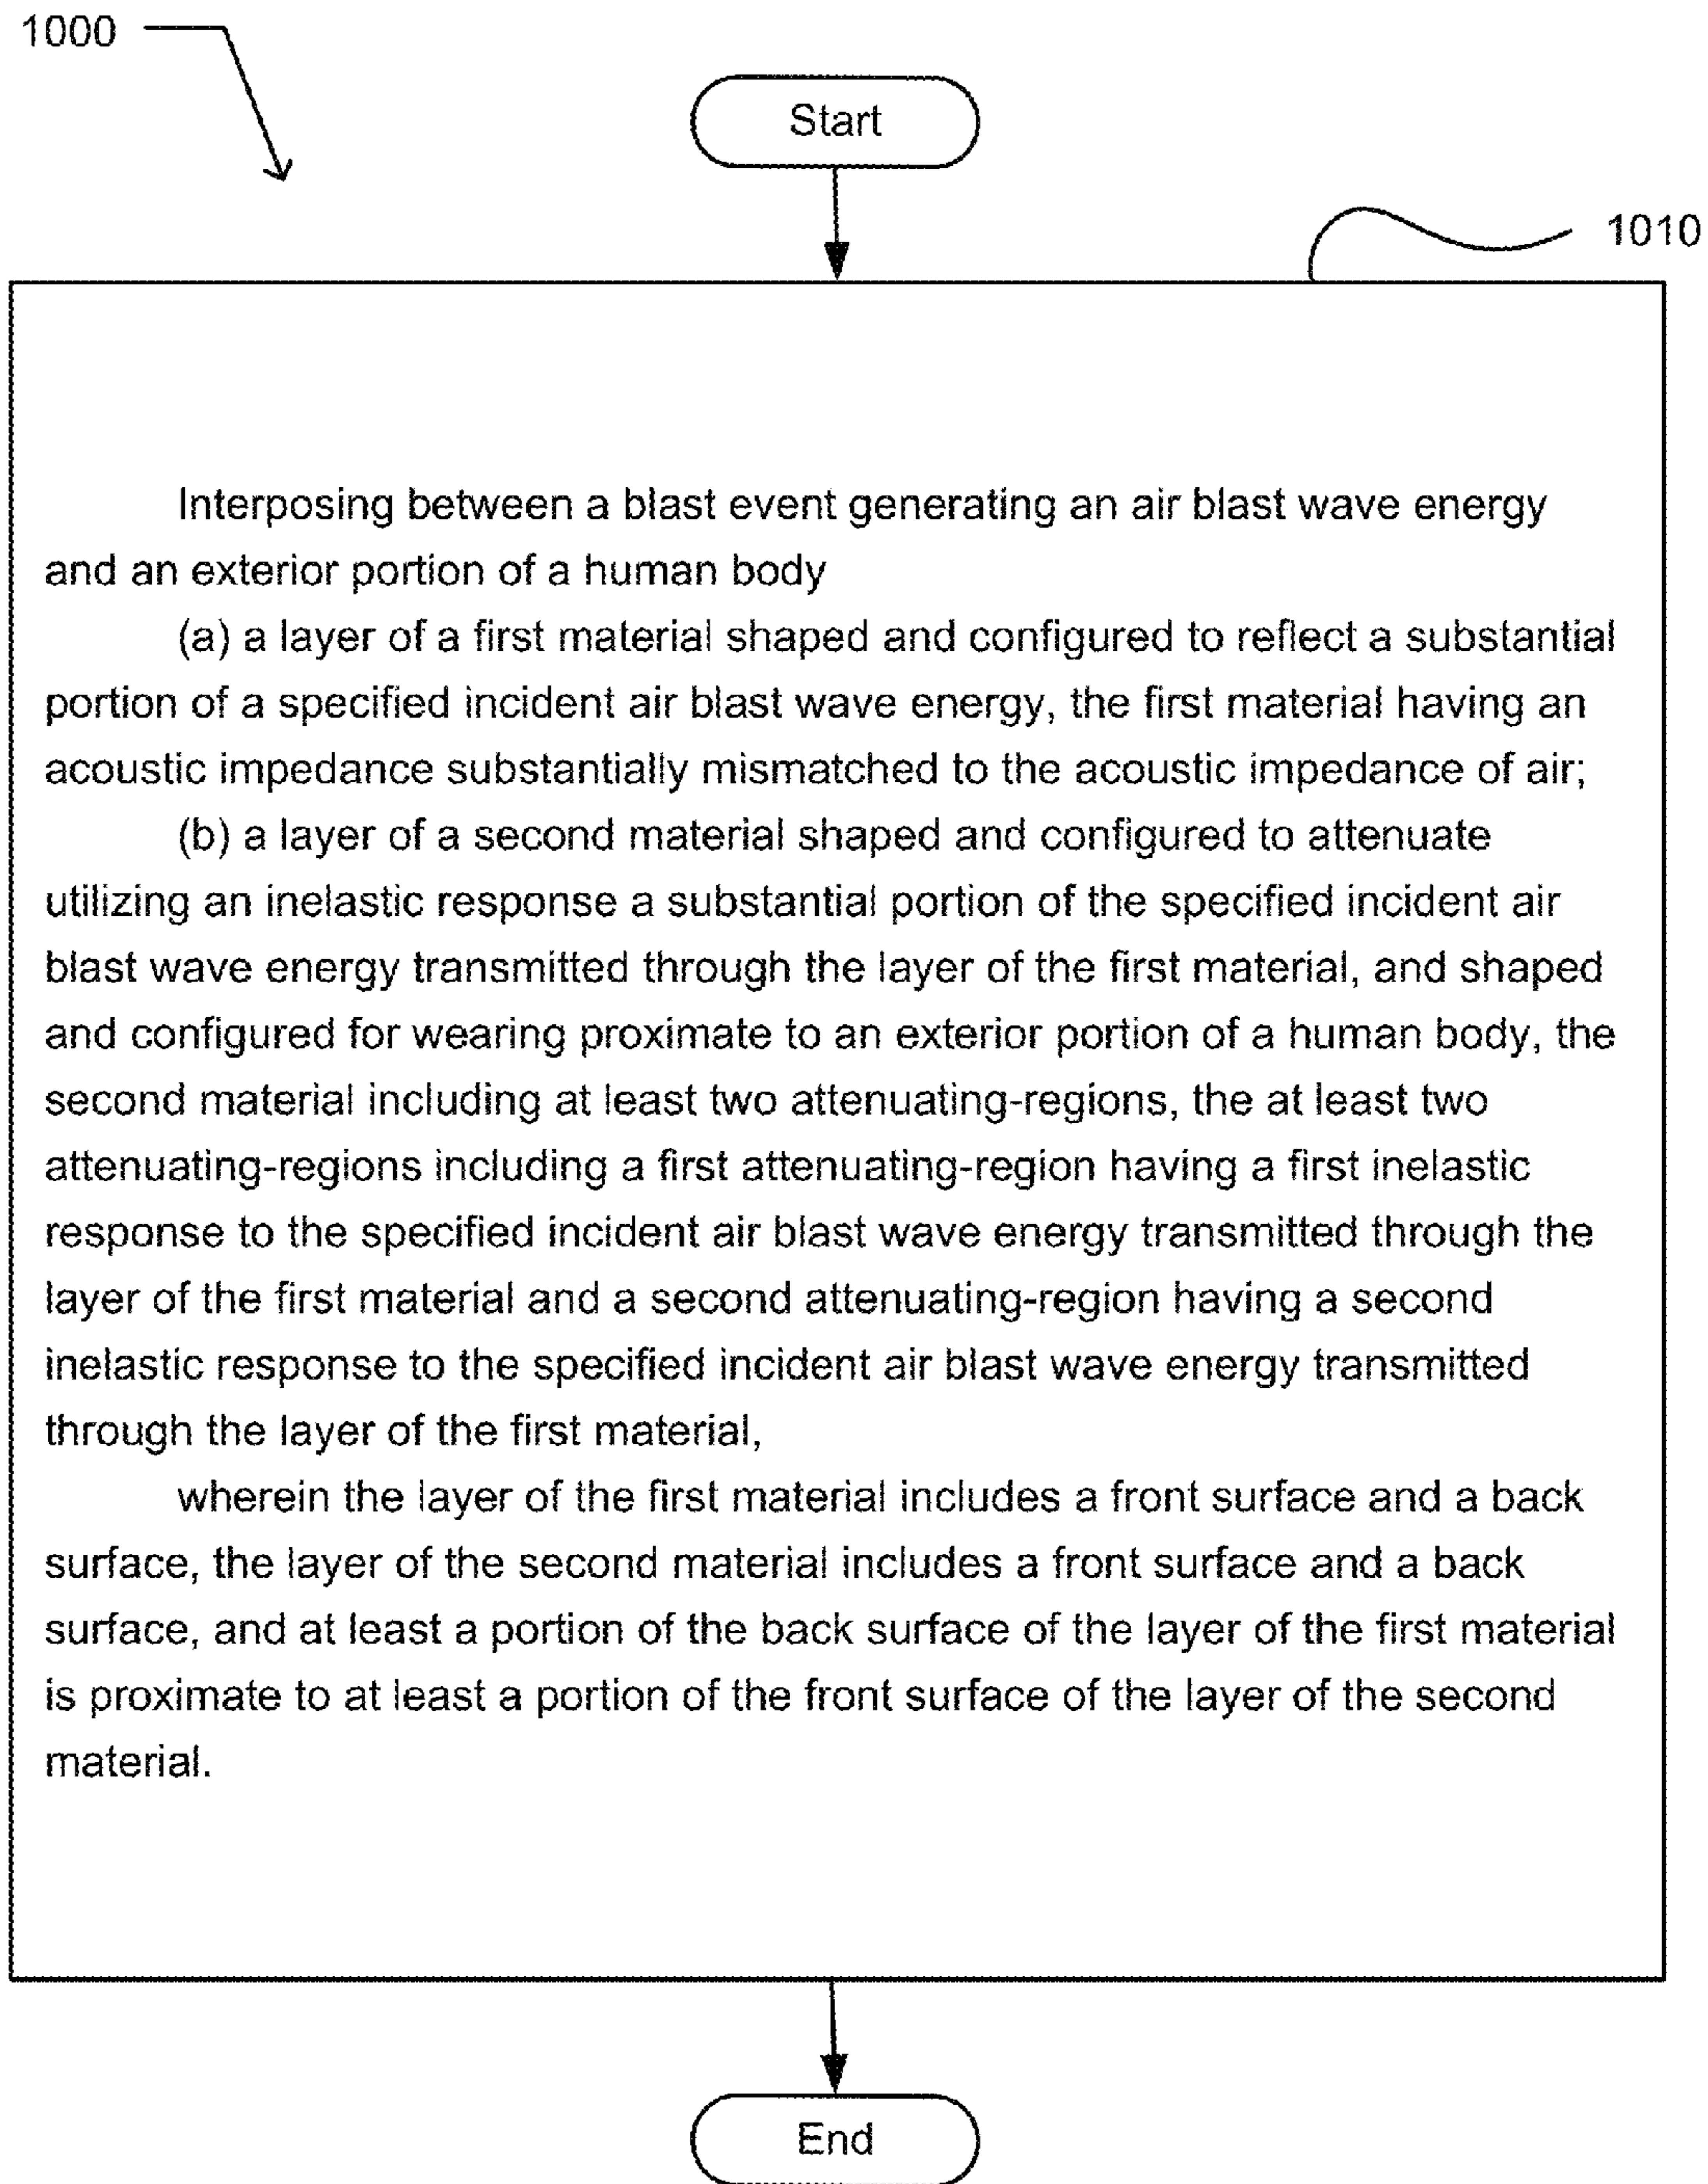 1000
Start
1010
Interposing between a blast event generating an air blast wave energy
and an exterior portion of a human body
(a) a layer of a first material shaped and configured to reflect a substantial
portion of a specified incident air blast wave energy, the first material having an
acoustic impedance substantially mismatched to the acoustic impedance of air;
(b) a layer of a second material shaped and configured to attenuate
utilizing an inelastic response a substantial portion of the specified incident air
blast wave energy transmitted through the layer of the first material, and shaped
and configured for wearing proximate to an exterior portion of a human body, the
second material including at least two attenuating-regions, the at least two
attenuating-regions including a first attenuating-region having a first inelastic
response to the specified incident air blast wave energy transmitted through the
layer of the first material and a second attenuating-region having a second
inelastic response to the specified incident air blast wave energy transmitted
through the layer of the first material,
wherein the layer of the first material includes a front surface and a back
surface, the layer of the second material includes a front surface and a back
surface, and at least a portion of the back surface of the layer of the first material
is proximate to at least a portion of the front surface of the layer of the second
material.
End